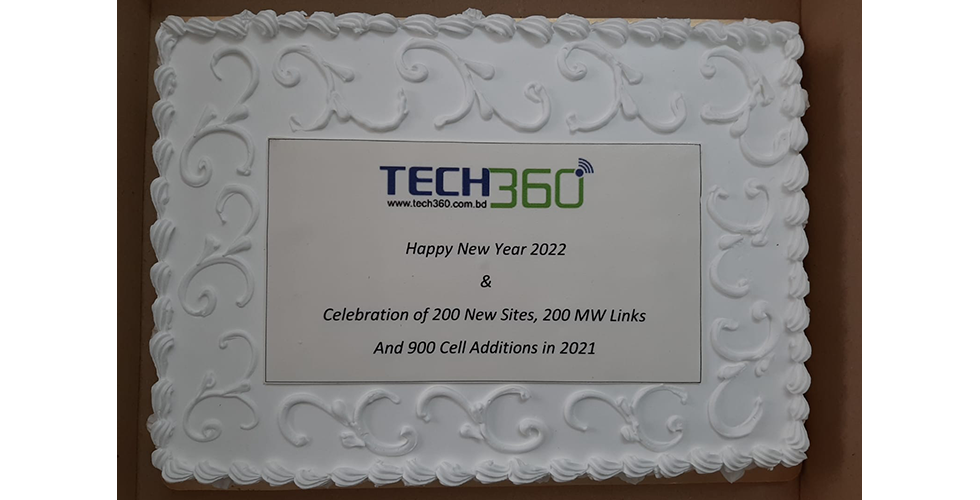 TECH360
www.tech360.com.bd
Happy New Year 2022
&
Celebration of 200 New Sites, 200 MW Links
And 900 Cell Additions in 2021